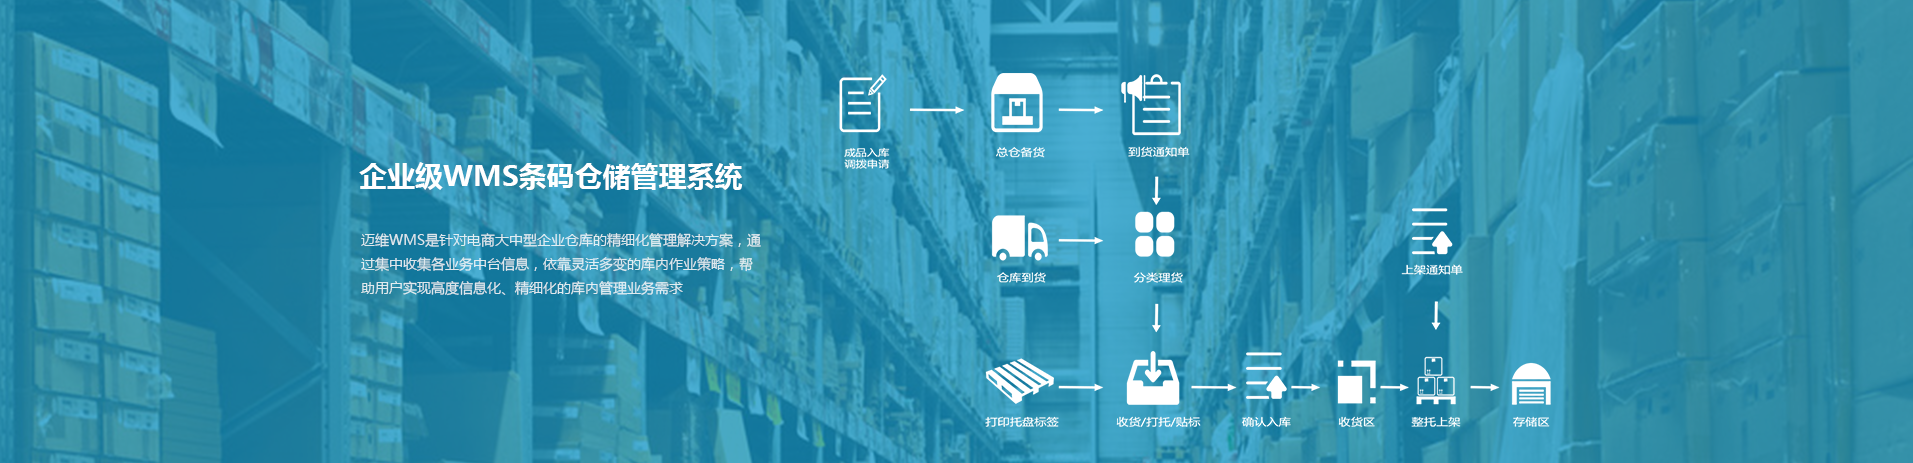 企业级WMS条码仓储管理系统
迈维WMS是针对电商大中型企业仓库的精细化管理解决方案，通
过集中收集各业务中台信息，依靠灵活多变的库内作业策略，帮
助用户实现高度信息化、精细化的库内管理业务需求
成品入库
调拨申请
总仓备货
到货通知单
仓库到货
分类理货
上架通知单
打印托盘标签
收货/打托/贴标
确认入库
收货区
整托上架
存储区